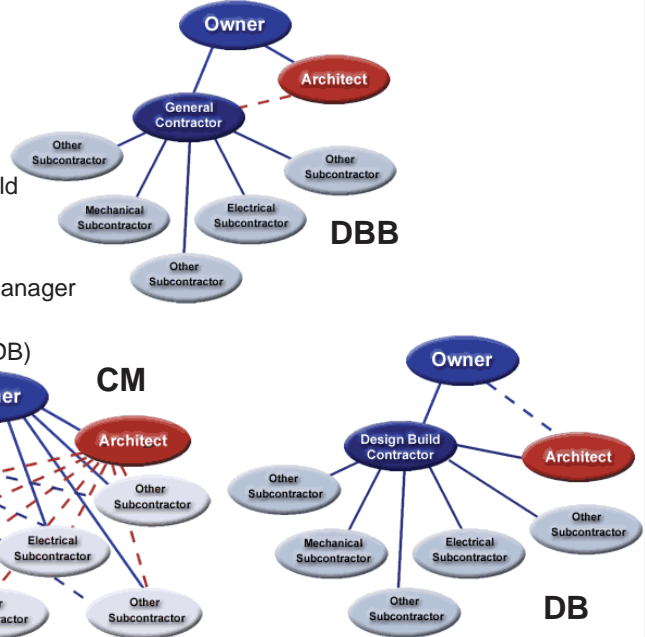 Owner
Architect
General
Contractor
Other
Subcontractor
Other
Subcontractor
ld
Mechanical
Subcontractor
Electrical
Subcontractor
DBB
Other
Subcontractor
anager
DB)
CM
er
Architect
Other
Subcontractor
Electrical
Subcontractor
r
actor
Other
Subcontractor
Owner
Design Build
Contractor
Architect
Other
Subcontractor
Other
Subcontractor
Mechanical
Subcontractor
Electrical
Subcontractor
Other
Subcontractor
DB